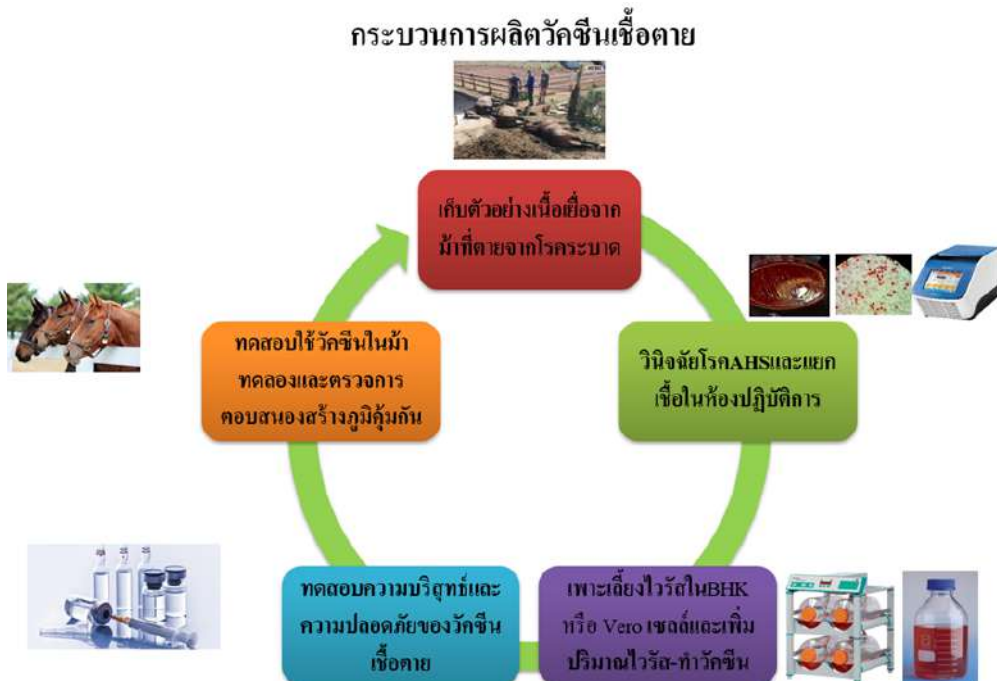 กระบวนการผลิตวัคซีนเชื้อตาย
เก็บตัวอย่างเนื้อเยื่อจาก
ม้าที่ตายจากโรคระบาด
วินิจฉัยโรคAHSและแยก
เชื้อในห้องปฏิบัติการ
เพาะเลี้ยงไวรัสในBHK
หรือ Vero เซลล์และเพิ่ม
ปริมาณไวรัส-ทำวัคซีน
ทดสอบความบริสุทธ์และ
ความปลอดภัยของวัคซีน
เชื้อตาย
ทดสอบใช้วัคซีนในม้า
ทดลองและตรวจการ
ตอบสนองสร้างภูมิคุ้มกัน